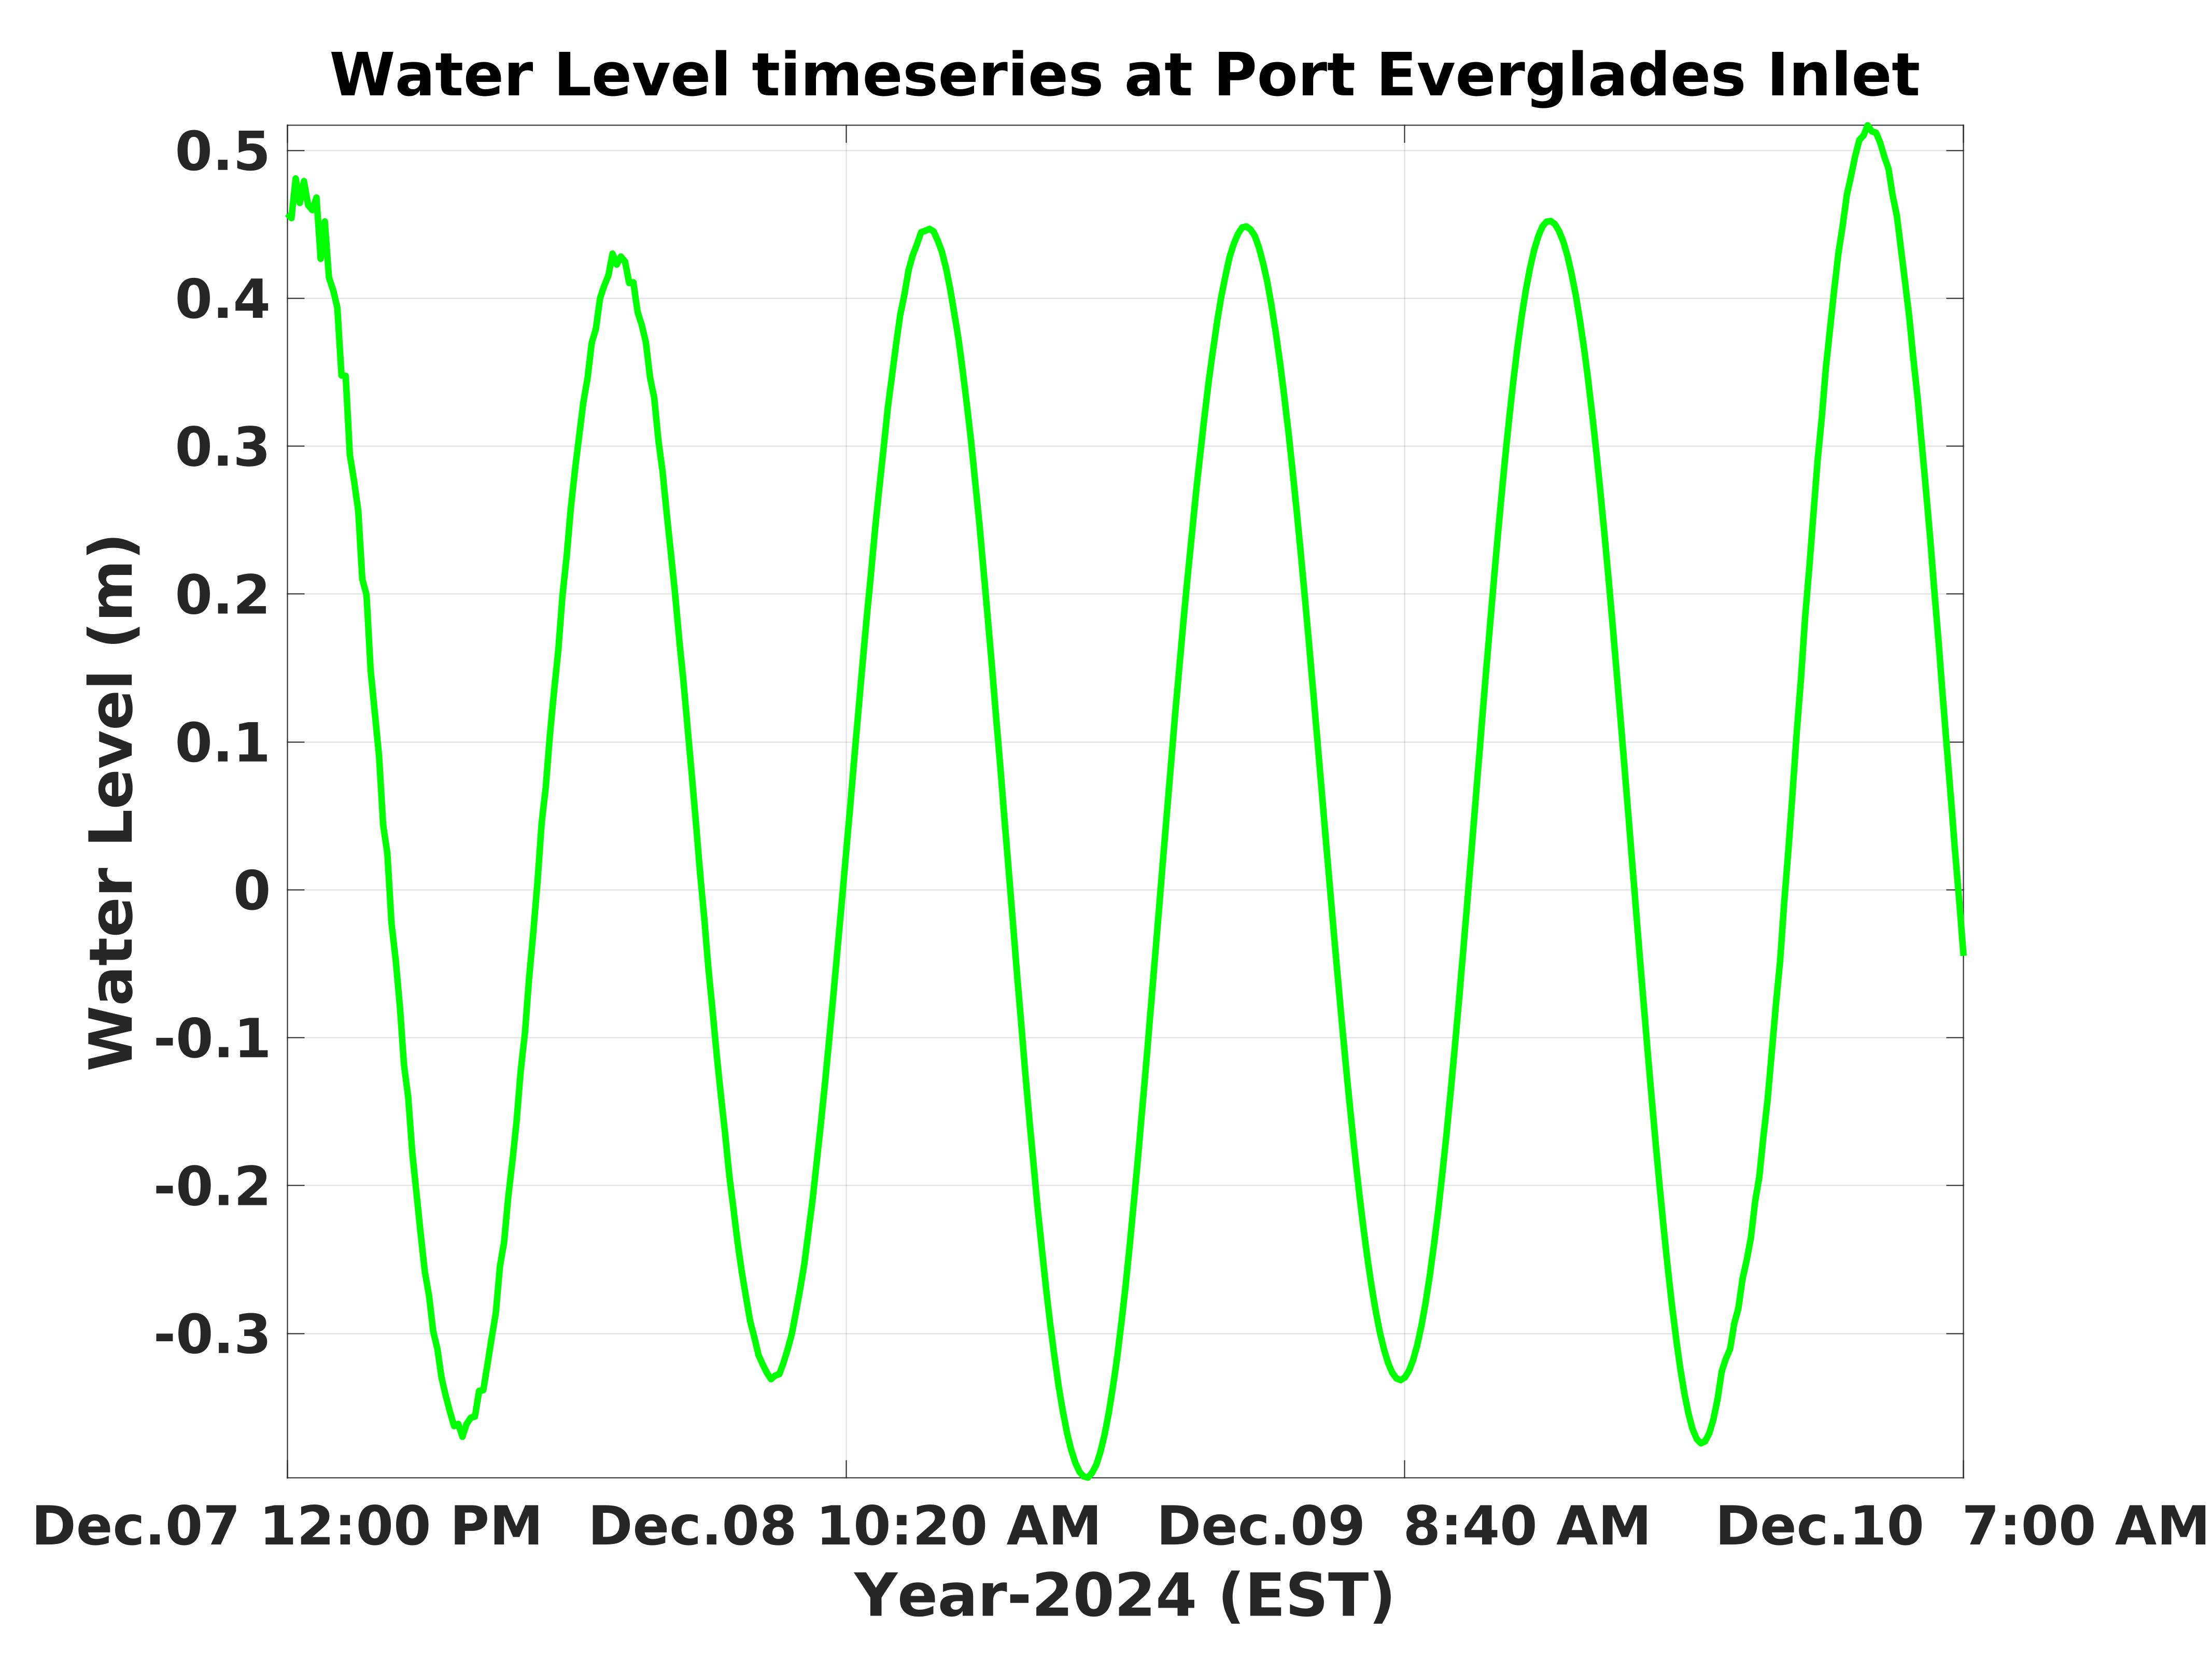 Water Level timeseries at Port Everglades Inlet
0.5
0.4
0.3
0.2
0.1
0
-0.1
-0.2
-0.3
Water Level (m)
Dec.07 12:00 PM Dec.08 10:20 AM Dec.09 8:40 AM Dec.10 7:00 AM
Year-2024 (EST)